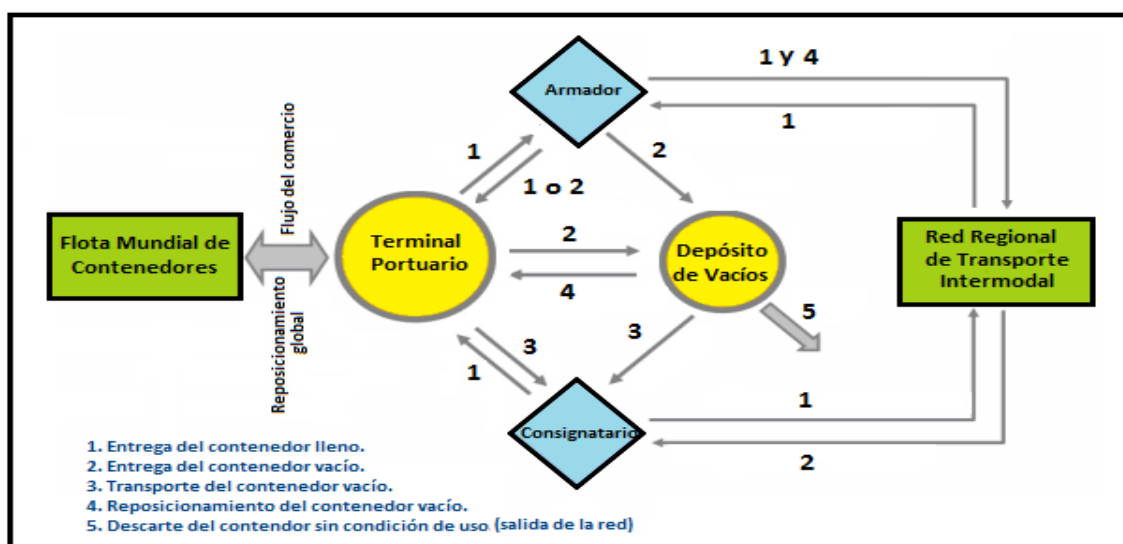 1 y 4
Armador
1
1
2
1 o 2
Flujo del comercio
Flota Mundial de
Contenedores
Terminal
Portuario
2
4
Depósito
de Vacíos
Red Regional
de Transporte
Intermodal
5
Reposicionamiento
global
3
1
3
Consignatario
1
2
1. Entrega del contenedor lleno.
2. Entrega del contenedor vacío.
3. Transporte del contenedor vacío.
4. Reposicionamiento del contenedor vacío.
5. Descarte del contendor sin condición de uso (salida de la red)